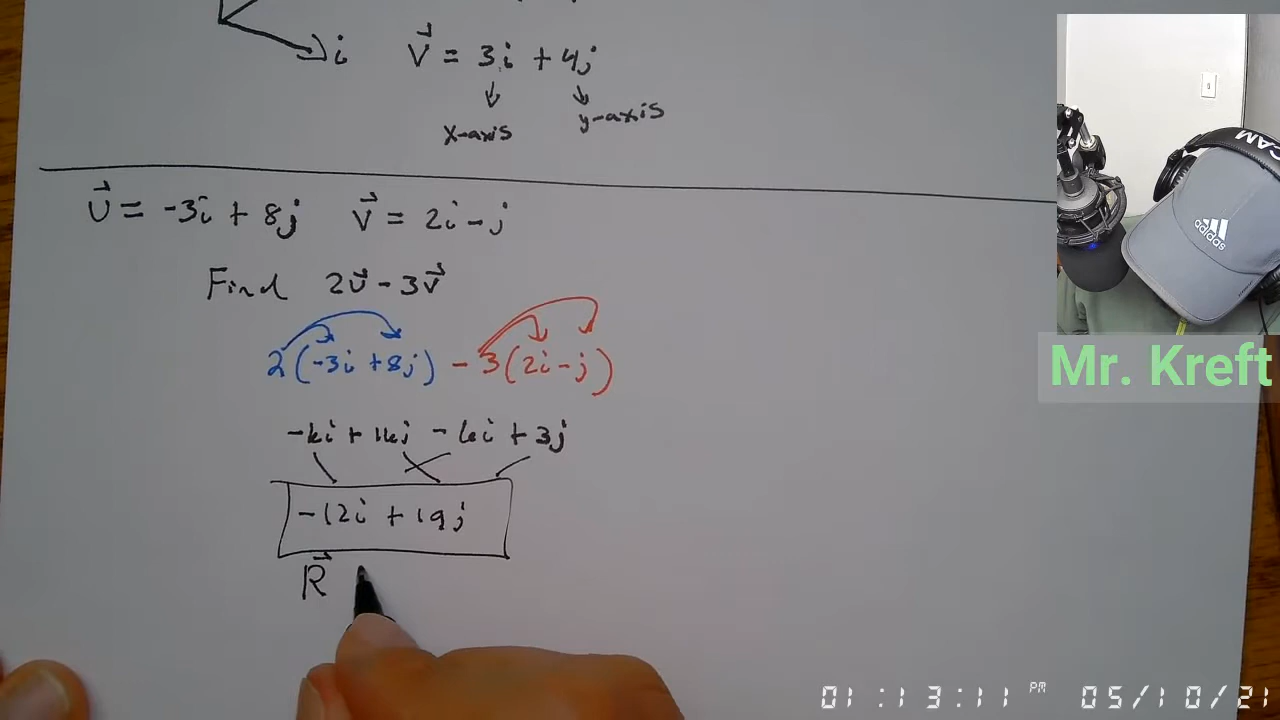 i V⃗ = 3i + 4j
x-axis y-axis
U⃗ = -3i + 8j V⃗ = 2i - j
Find 2U⃗ - 3V⃗
2(-3i + 8j) - 3(2i - j)
-6i + 16j - 6i + 3j
-12i + 19j
R⃗
CAM
adidas
Mr. Kreft
01:13:11 PM 05/10/21